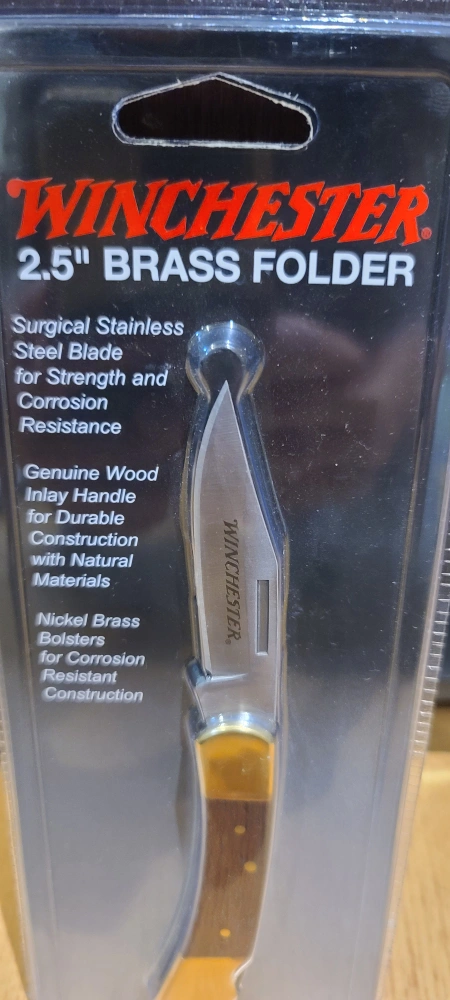 WINCHESTER®
2.5" BRASS FOLDER
Surgical Stainless
Steel Blade
for Strength and
Corrosion
Resistance
Genuine Wood
Inlay Handle
for Durable
Construction
with Natural
Materials
Nickel Brass
Bolsters
for Corrosion
Resistant
Construction
WINCHESTER®